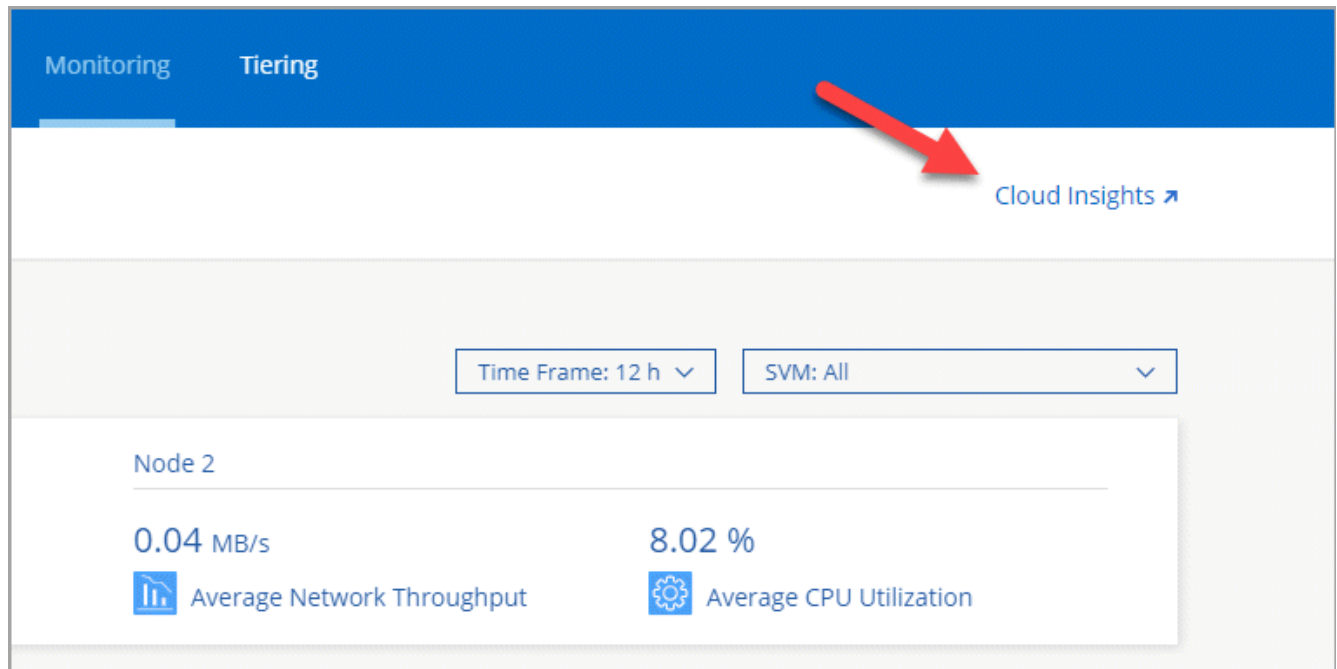 Monitoring Tiering
Cloud Insights
Time Frame: 12 h SVM: All
Node 2
0.04 MB/s 8.02 %
Average Network Throughput Average CPU Utilization